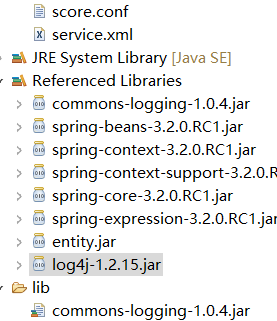 score.conf
service.xml
JRE System Library [Java SE]
Referenced Libraries
commons-logging-1.0.4.jar
spring-beans-3.2.0.RC1.jar
spring-context-3.2.0.RC1.jar
spring-context-support-3.2.0.R
spring-core-3.2.0.RC1.jar
spring-expression-3.2.0.RC1.jar
entity.jar
log4j-1.2.15.jar
lib
commons-logging-1.0.4.jar